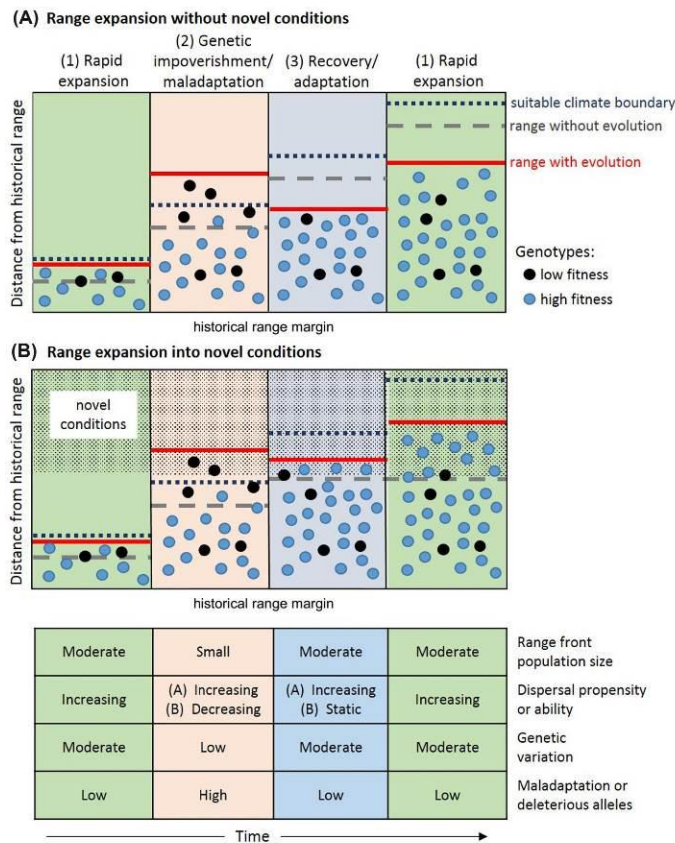 (A) Range expansion without novel conditions
(1) Rapid
expansion
(2) Genetic
impoverishment/
maladaptation
(3) Recovery/
adaptation
(1) Rapid
expansion
suitable climate boundary
range without evolution
range with evolution
Genotypes:
low fitness
high fitness
Distance from historical range
historical range margin
(B) Range expansion into novel conditions
novel
conditions
Distance from historical range
historical range margin
Moderate
Small
Moderate
Moderate
Range front
population size
Increasing
(A) Increasing
(B) Decreasing
(A) Increasing
(B) Static
Increasing
Dispersal propensity
or ability
Moderate
Low
Moderate
Moderate
Genetic
variation
Low
High
Low
Low
Maladaptation or
deleterious alleles
Time